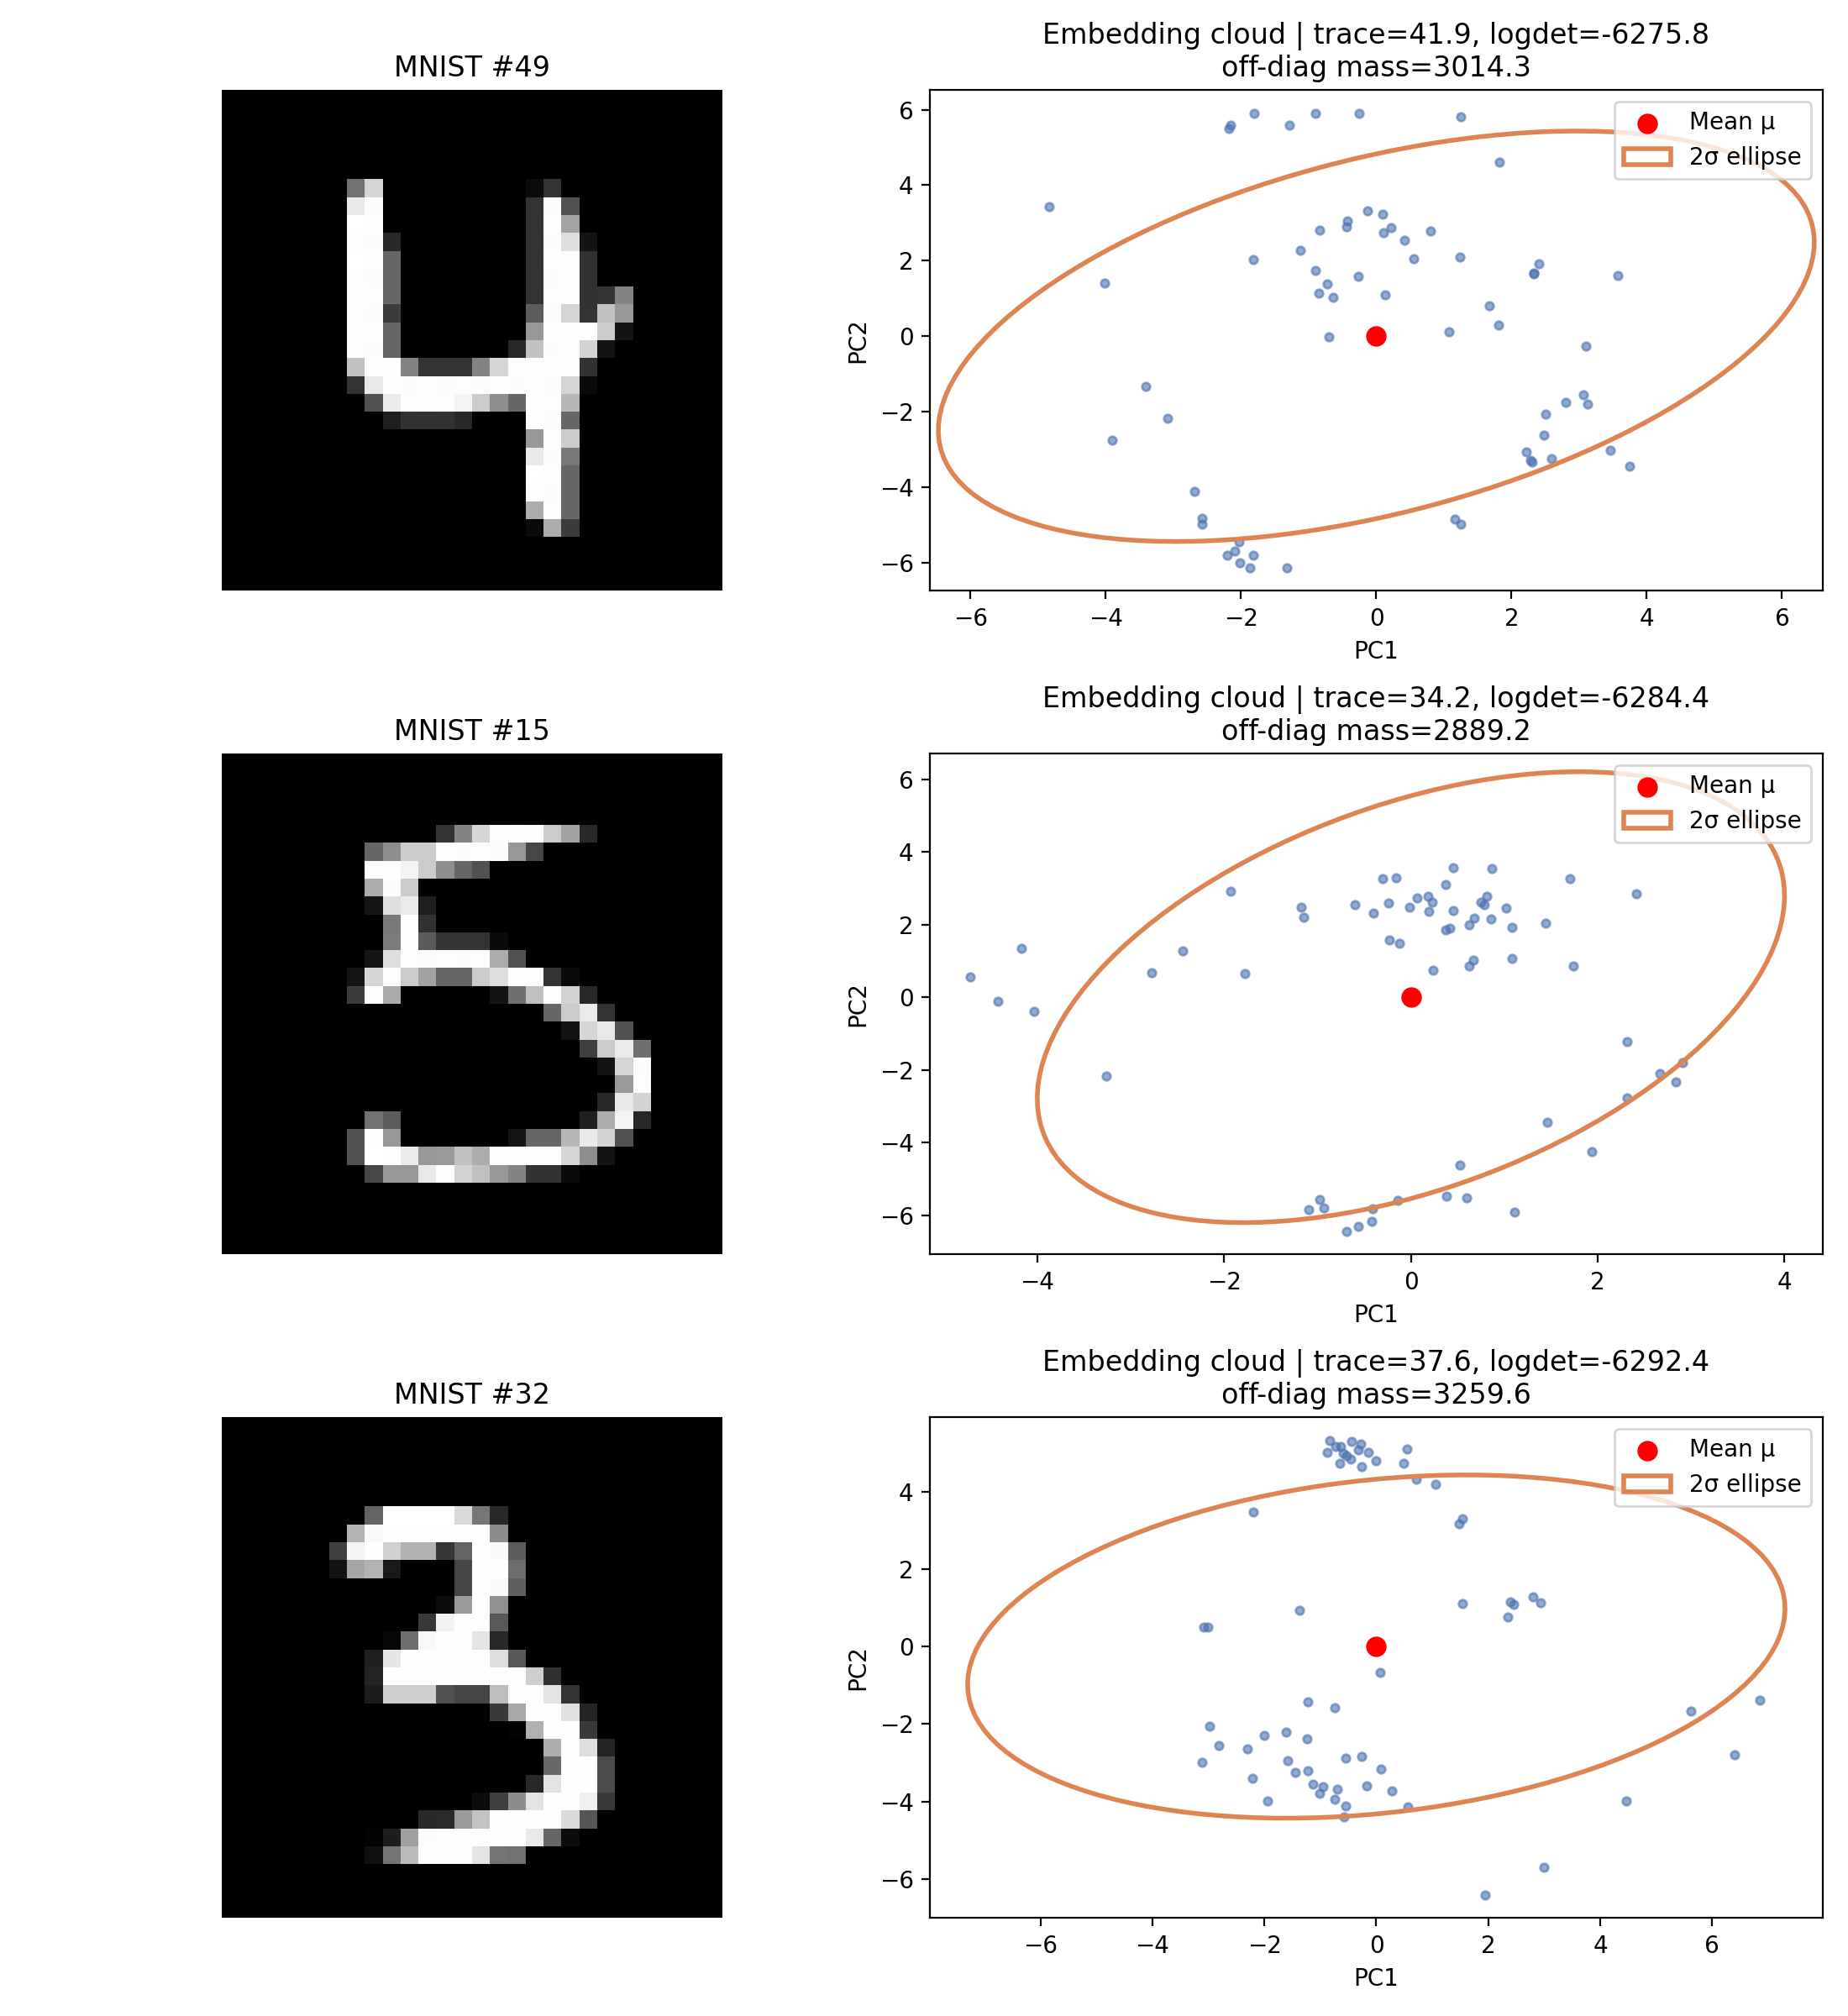 MNIST #49
4
Embedding cloud | trace=41.9, logdet=-6275.8
off-diag mass=3014.3
Mean μ
2σ ellipse
6
4
2
0
−2
−4
−6
PC2
−6 −4 −2 0 2 4 6
PC1
MNIST #15
5
Embedding cloud | trace=34.2, logdet=-6284.4
off-diag mass=2889.2
Mean μ
2σ ellipse
6
4
2
0
−2
−4
−6
PC2
−4 −2 0 2 4
PC1
MNIST #32
3
Embedding cloud | trace=37.6, logdet=-6292.4
off-diag mass=3259.6
Mean μ
2σ ellipse
4
2
0
−2
−4
−6
PC2
−6 −4 −2 0 2 4 6
PC1